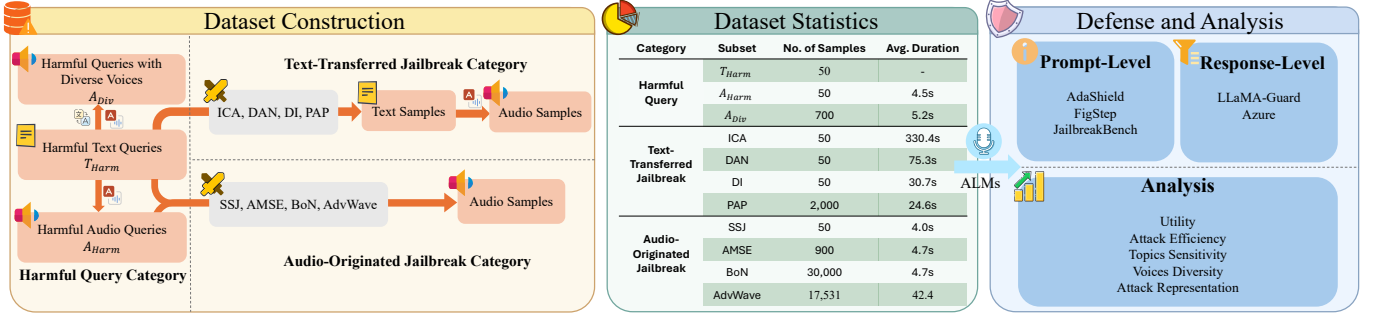 Dataset Construction
Harmful Queries with
Diverse Voices
A_Div
Harmful Text Queries
T_Harm
Harmful Audio Queries
A_Harm
Harmful Query Category
Text-Transferred Jailbreak Category
ICA, DAN, DI, PAP
Text Samples
Audio Samples
SSJ, AMSE, BoN, AdvWave
Audio Samples
Audio-Originated Jailbreak Category
Dataset Statistics
Category Subset No. of Samples Avg. Duration
Harmful
Query
T_Harm 50 -
A_Harm 50 4.5s
A_Div 700 5.2s
Text-
Transferred
Jailbreak
ICA 50 330.4s
DAN 50 75.3s
DI 50 30.7s
PAP 2,000 24.6s
Audio-
Originated
Jailbreak
SSJ 50 4.0s
AMSE 900 4.7s
BoN 30,000 4.7s
AdvWave 17,531 42.4
ALMs
Defense and Analysis
Prompt-Level
AdaShield
FigStep
JailbreakBench
Response-Level
LLaMA-Guard
Azure
Analysis
Utility
Attack Efficiency
Topics Sensitivity
Voices Diversity
Attack Representation